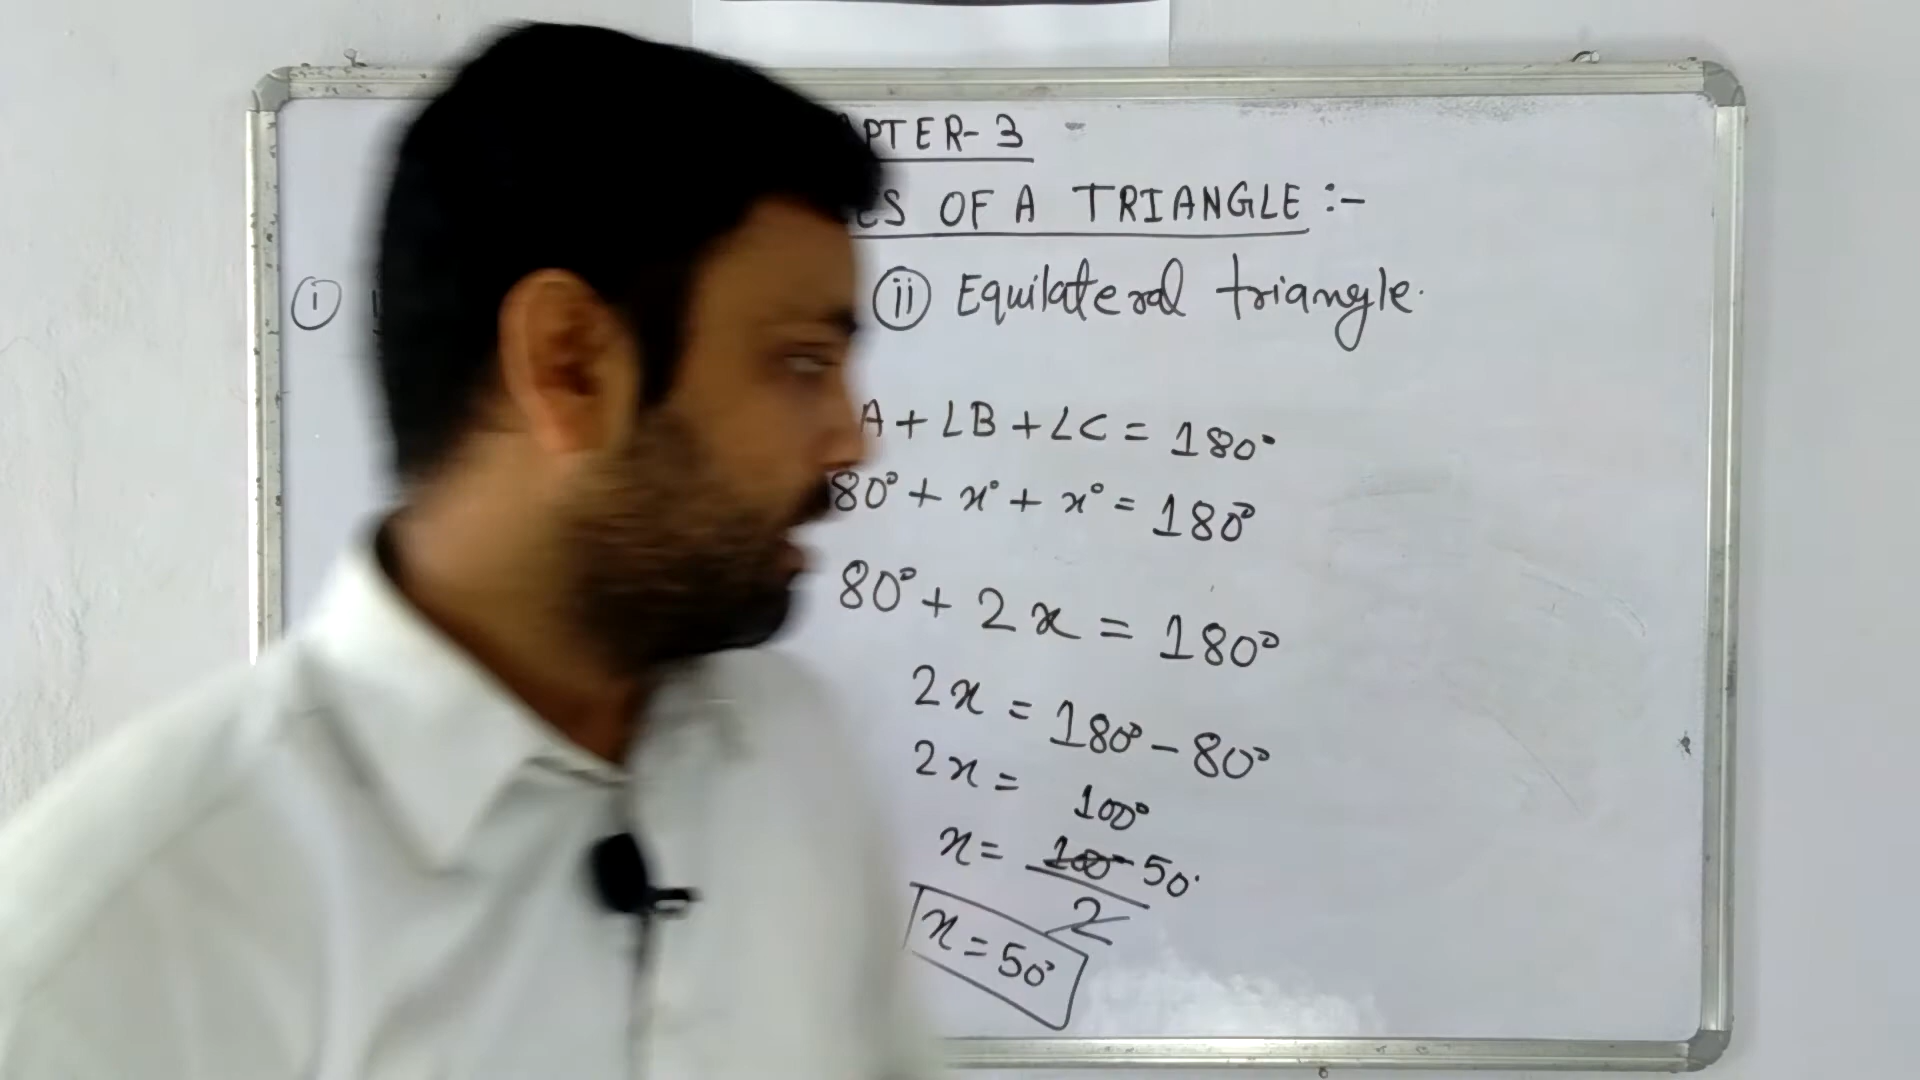 PTER-3
ES OF A TRIANGLE :-
(i)
(ii) Equilateral triangle.
A + ∠B + ∠C = 180°
80° + x° + x° = 180°
80° + 2x = 180°
2x = 180° - 80°
2x = 100°
x = 100/2 50°
x = 50°